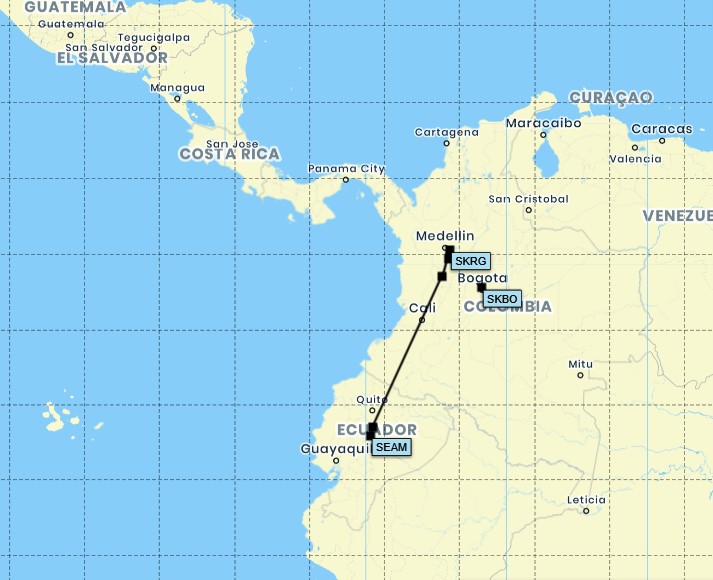 GUATEMALA
Guatemala
Tegucigalpa
San Salvador
EL SALVADOR
Managua
San Jose
COSTA RICA
Panama City
Cartagena
Maracaibo
CURAÇAO
Caracas
Valencia
San Cristobal
VENEZUE
Medellin
SKRG
Bogota
SKBO
COLOMBIA
Cali
Mitu
Quito
ECUADOR
Guayaquil
SEAM
Leticia